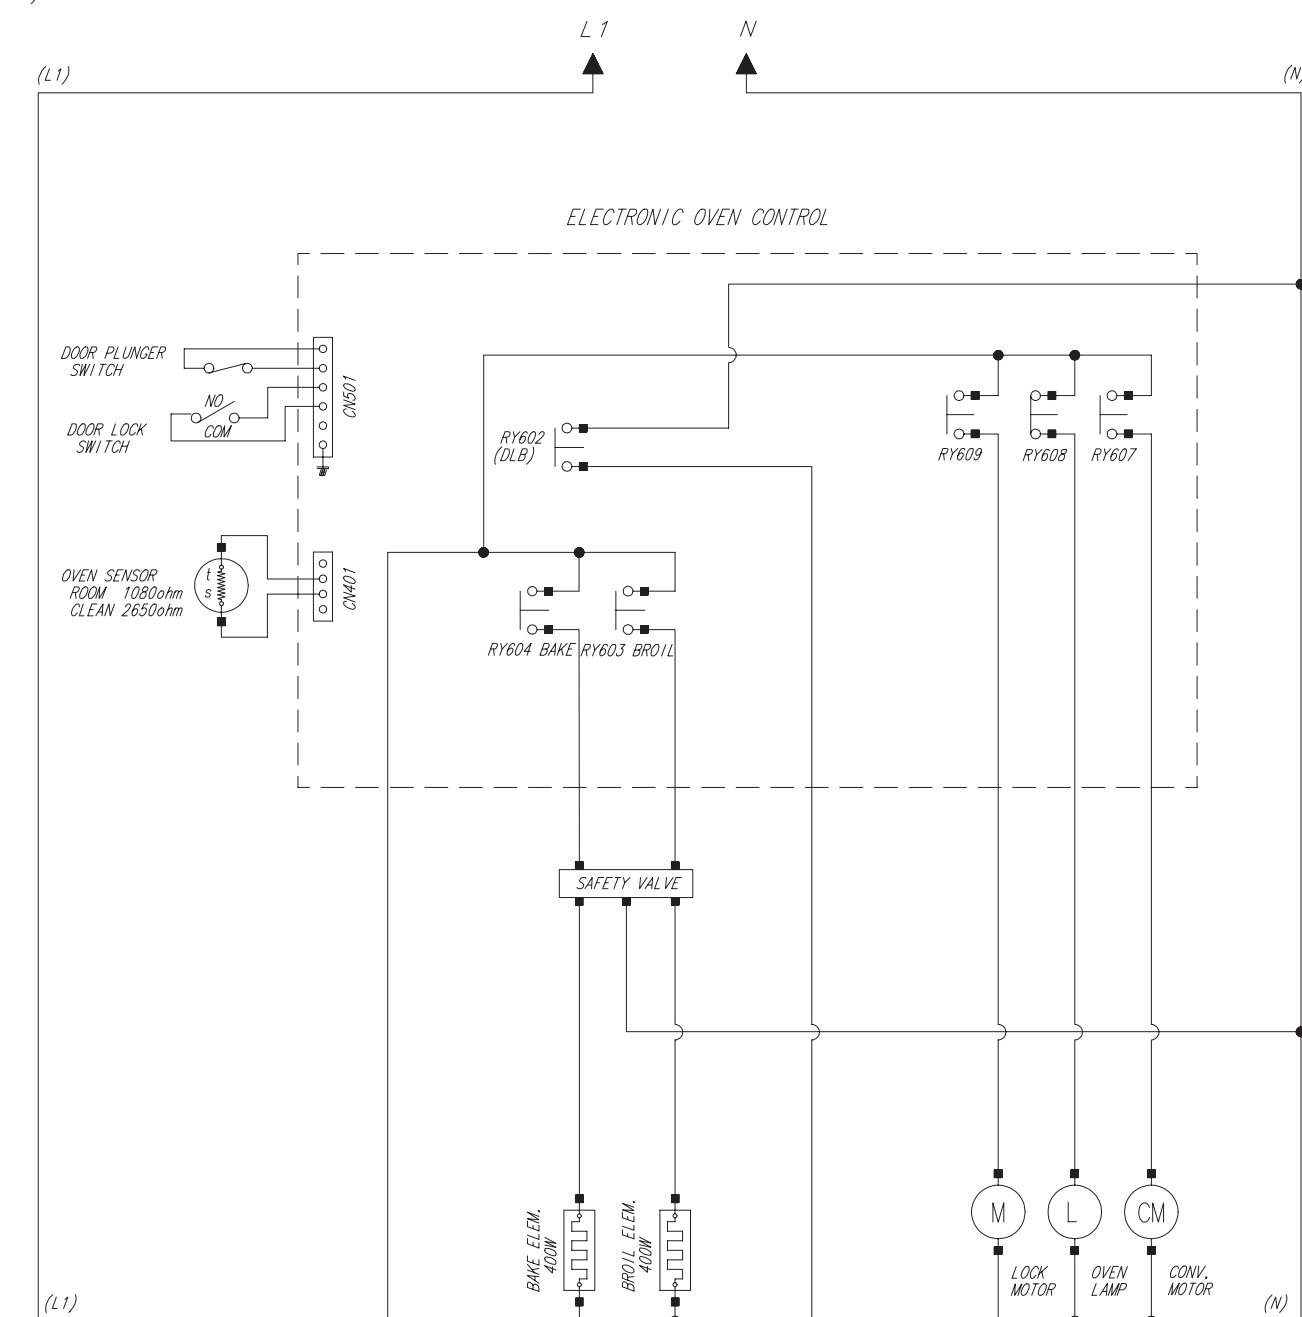 L1
N
(L1)
(N)
ELECTRONIC OVEN CONTROL
DOOR PLUNGER
SWITCH
NO
COM
DOOR LOCK
SWITCH
CN501
RY602
(DLB)
RY609
RY608
RY607
OVEN SENSOR
ROOM 1080ohm
CLEAN 2650ohm
t
s
CN401
RY604 BAKE
RY603 BROIL
SAFETY VALVE
BAKE ELEM.
400W
BROIL ELEM.
400W
M
L
CM
LOCK
MOTOR
OVEN
LAMP
CONV.
MOTOR
(L1)
(N)